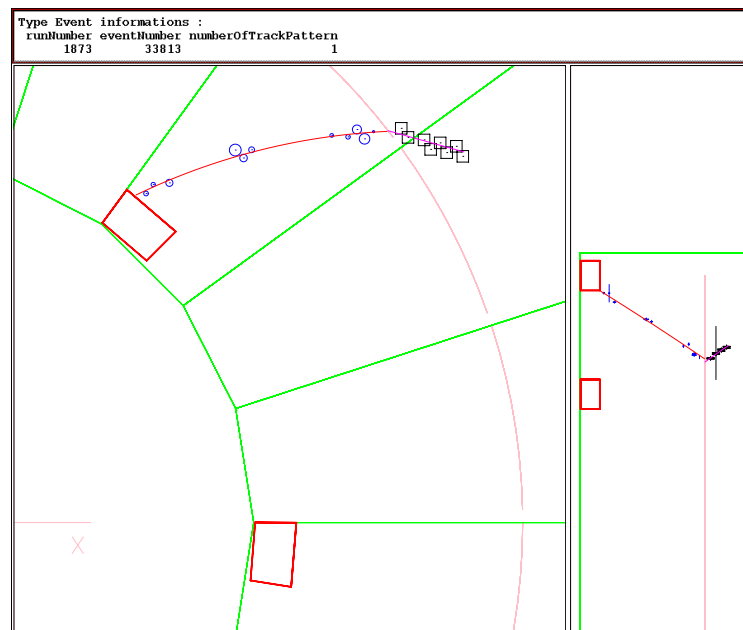 Type Event informations :
runNumber eventNumber numberOfTrackPattern
1873 33813 1
X